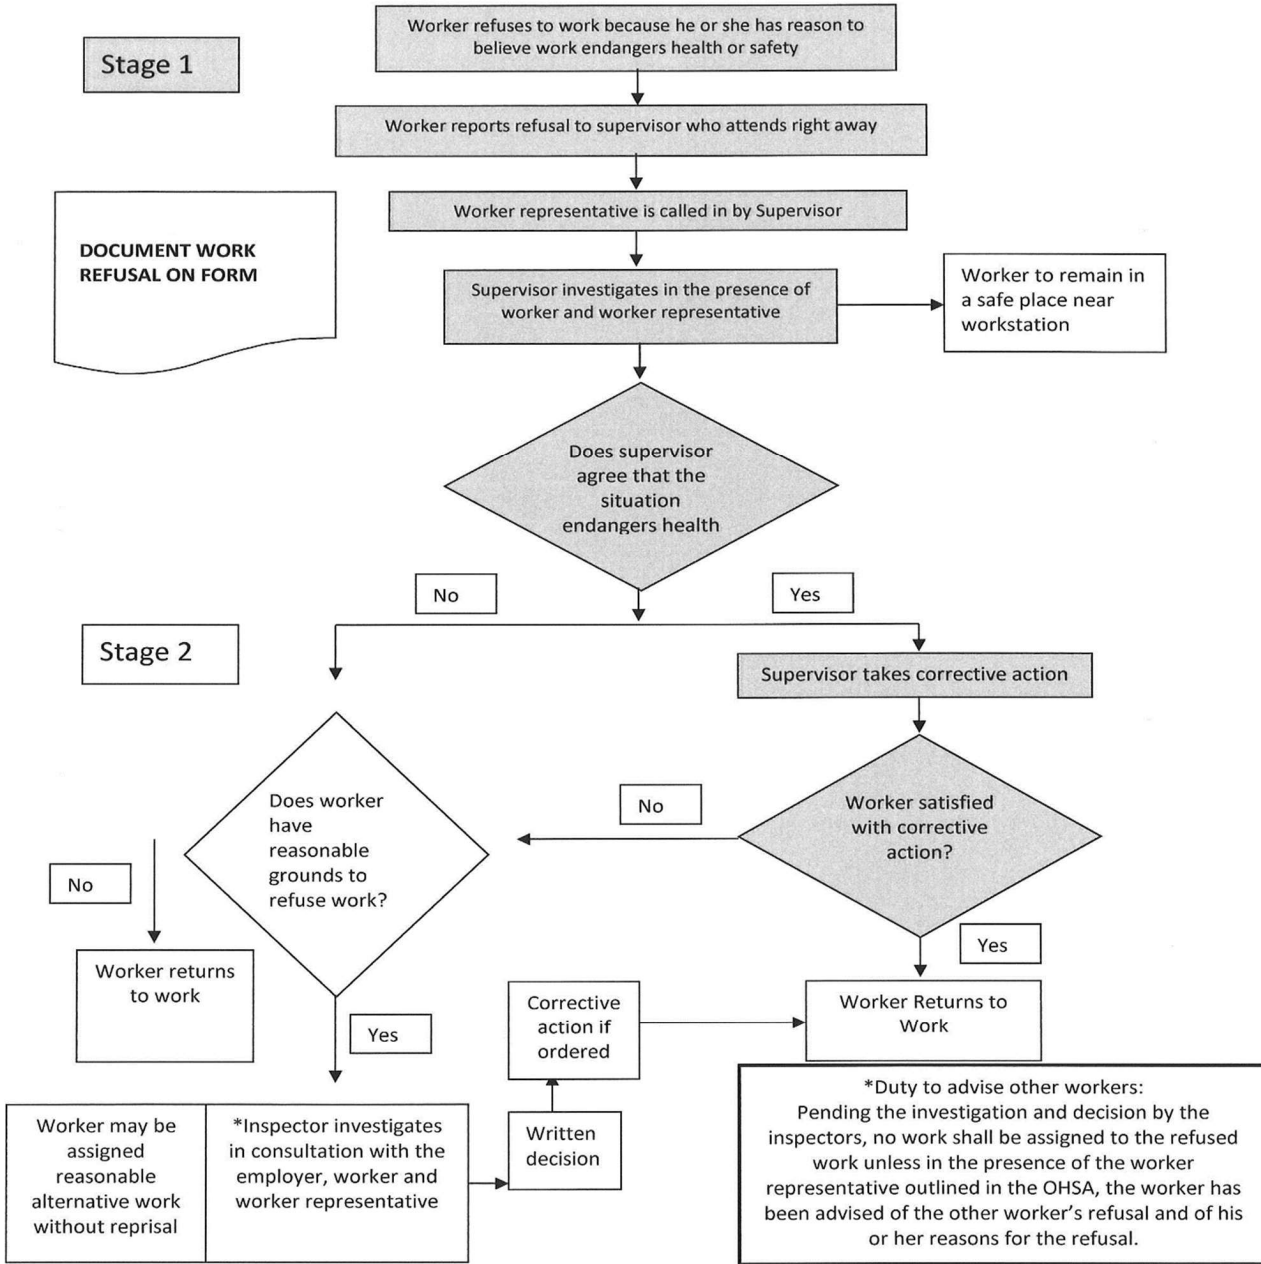 Stage 1
Worker refuses to work because he or she has reason to
believe work endangers health or safety
Worker reports refusal to supervisor who attends right away
Worker representative is called in by Supervisor
DOCUMENT WORK
REFUSAL ON FORM
Supervisor investigates in the presence of
worker and worker representative
Worker to remain in
a safe place near
workstation
Does supervisor
agree that the
situation
endangers health
No
Yes
Stage 2
Supervisor takes corrective action
Does worker
have
reasonable
grounds to
refuse work?
No
Worker satisfied
with corrective
action?
No
Worker returns
to work
Yes
Yes
Corrective
action if
ordered
Worker Returns to
Work
Worker may be
assigned
reasonable
alternative work
without reprisal
*Inspector investigates
in consultation with the
employer, worker and
worker representative
Written
decision
*Duty to advise other workers:
Pending the investigation and decision by the
inspectors, no work shall be assigned to the refused
work unless in the presence of the worker
representative outlined in the OHSA, the worker has
been advised of the other worker's refusal and of his
or her reasons for the refusal.